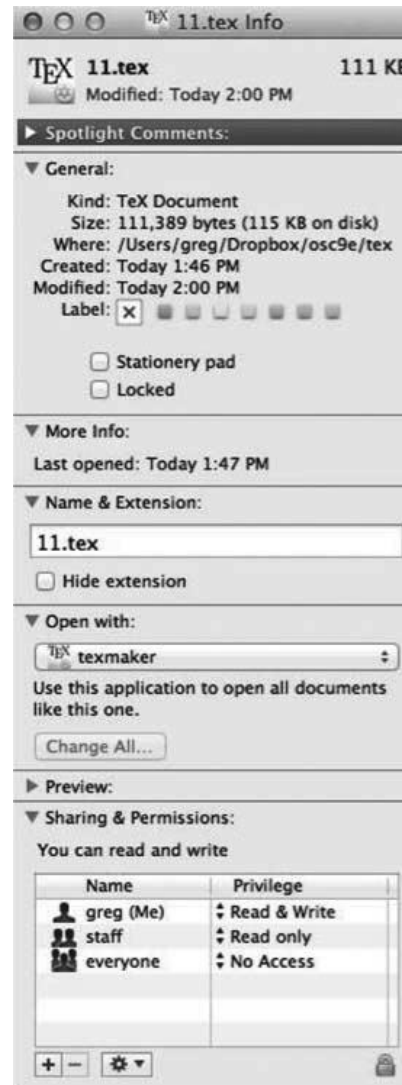 TEX 11.tex Info
TEX 11.tex 111 KB
Modified: Today 2:00 PM
Spotlight Comments:
General:
Kind: TeX Document
Size: 111,389 bytes (115 KB on disk)
Where: /Users/greg/Dropbox/osc9e/tex
Created: Today 1:46 PM
Modified: Today 2:00 PM
Label:
Stationery pad
Locked
More Info:
Last opened: Today 1:47 PM
Name & Extension:
11.tex
Hide extension
Open with:
TEX texmaker
Use this application to open all documents
like this one.
Change All...
Preview:
Sharing & Permissions:
You can read and write
Name Privilege
greg (Me) Read & Write
staff Read only
everyone No Access